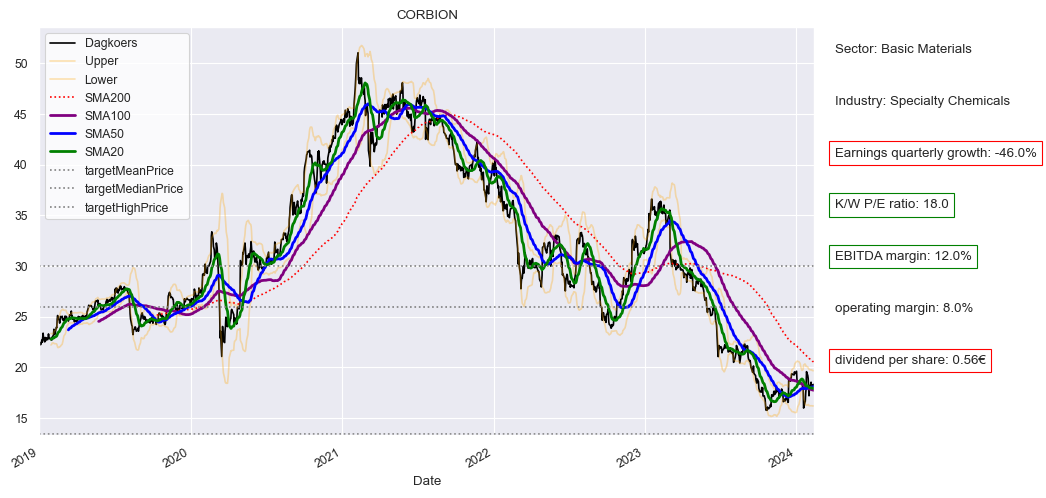 CORBION
Dagkoers
Upper
Lower
SMA200
SMA100
SMA50
SMA20
targetMeanPrice
targetMedianPrice
targetHighPrice
50
45
40
35
30
25
20
15
2019
2020
2021
2022
2023
2024
Date
Sector: Basic Materials
Industry: Specialty Chemicals
Earnings quarterly growth: -46.0%
K/W P/E ratio: 18.0
EBITDA margin: 12.0%
operating margin: 8.0%
dividend per share: 0.56€